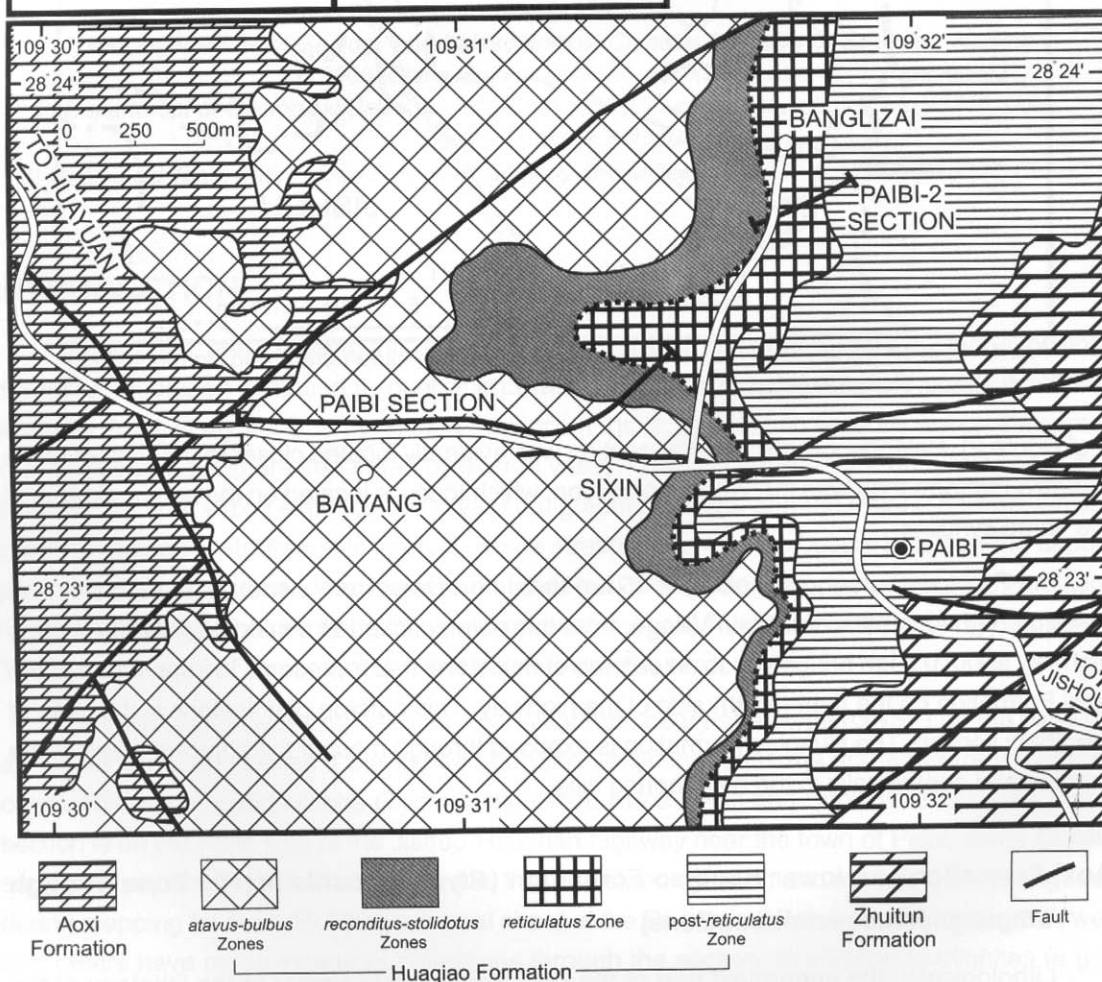 109°30'
109°31'
109°32'
28°24'
28°24'
0 250 500m
TO HUAYUAN
BANGLIZAI
PAIBI-2
SECTION
PAIBI SECTION
BAIYANG
SIXIN
PAIBI
28°23'
28°23'
TO
JISHOU
109°30'
109°31'
109°32'
Aoxi
Formation
atavus-bulbus
Zones
reconditus-stolidotus
Zones
reticulatus Zone
post-reticulatus
Zone
Zhuitun
Formation
Fault
Huaqiao Formation